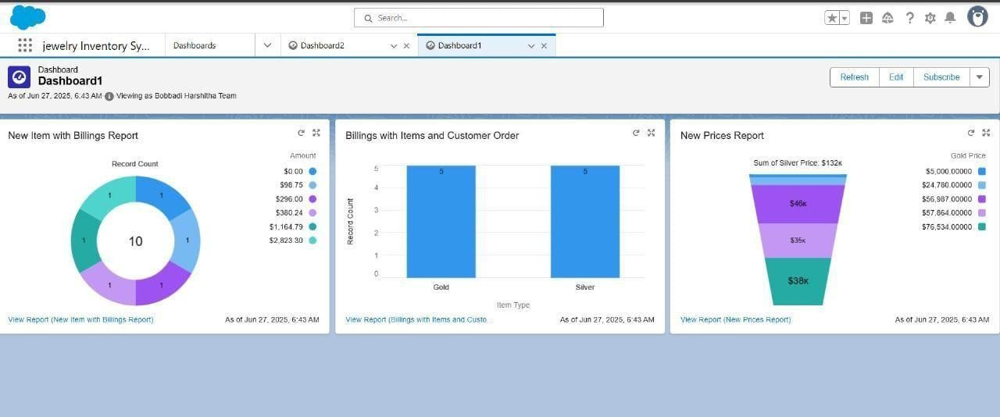 Search...
jewelry Inventory Sy...
Dashboards
Dashboard2
Dashboard1
Dashboard
Dashboard1
As of Jun 27, 2025, 6:43 AM Viewing as Bobbadi Harshitha Team
Refresh
Edit
Subscribe
New Item with Billings Report
Record Count
1
1
1
1
1
1
10
Amount
$0.00
$98.75
$296.00
$380.24
$1,164.79
$2,823.30
View Report (New Item with Billings Report)
As of Jun 27, 2025, 6:43 AM
Billings with Items and Customer Order
Record Count
5
4
3
2
1
0
5
5
Gold
Silver
Item Type
View Report (Billings with Items and Custo...
As of Jun 27, 2025, 6:43 AM
New Prices Report
Sum of Silver Price: $132K
$46K
$35K
$38K
Gold Price
$5,000.00000
$24,780.00000
$56,987.00000
$57,864.00000
$76,534.00000
View Report (New Prices Report)
As of Jun 27, 2025, 6:43 AM